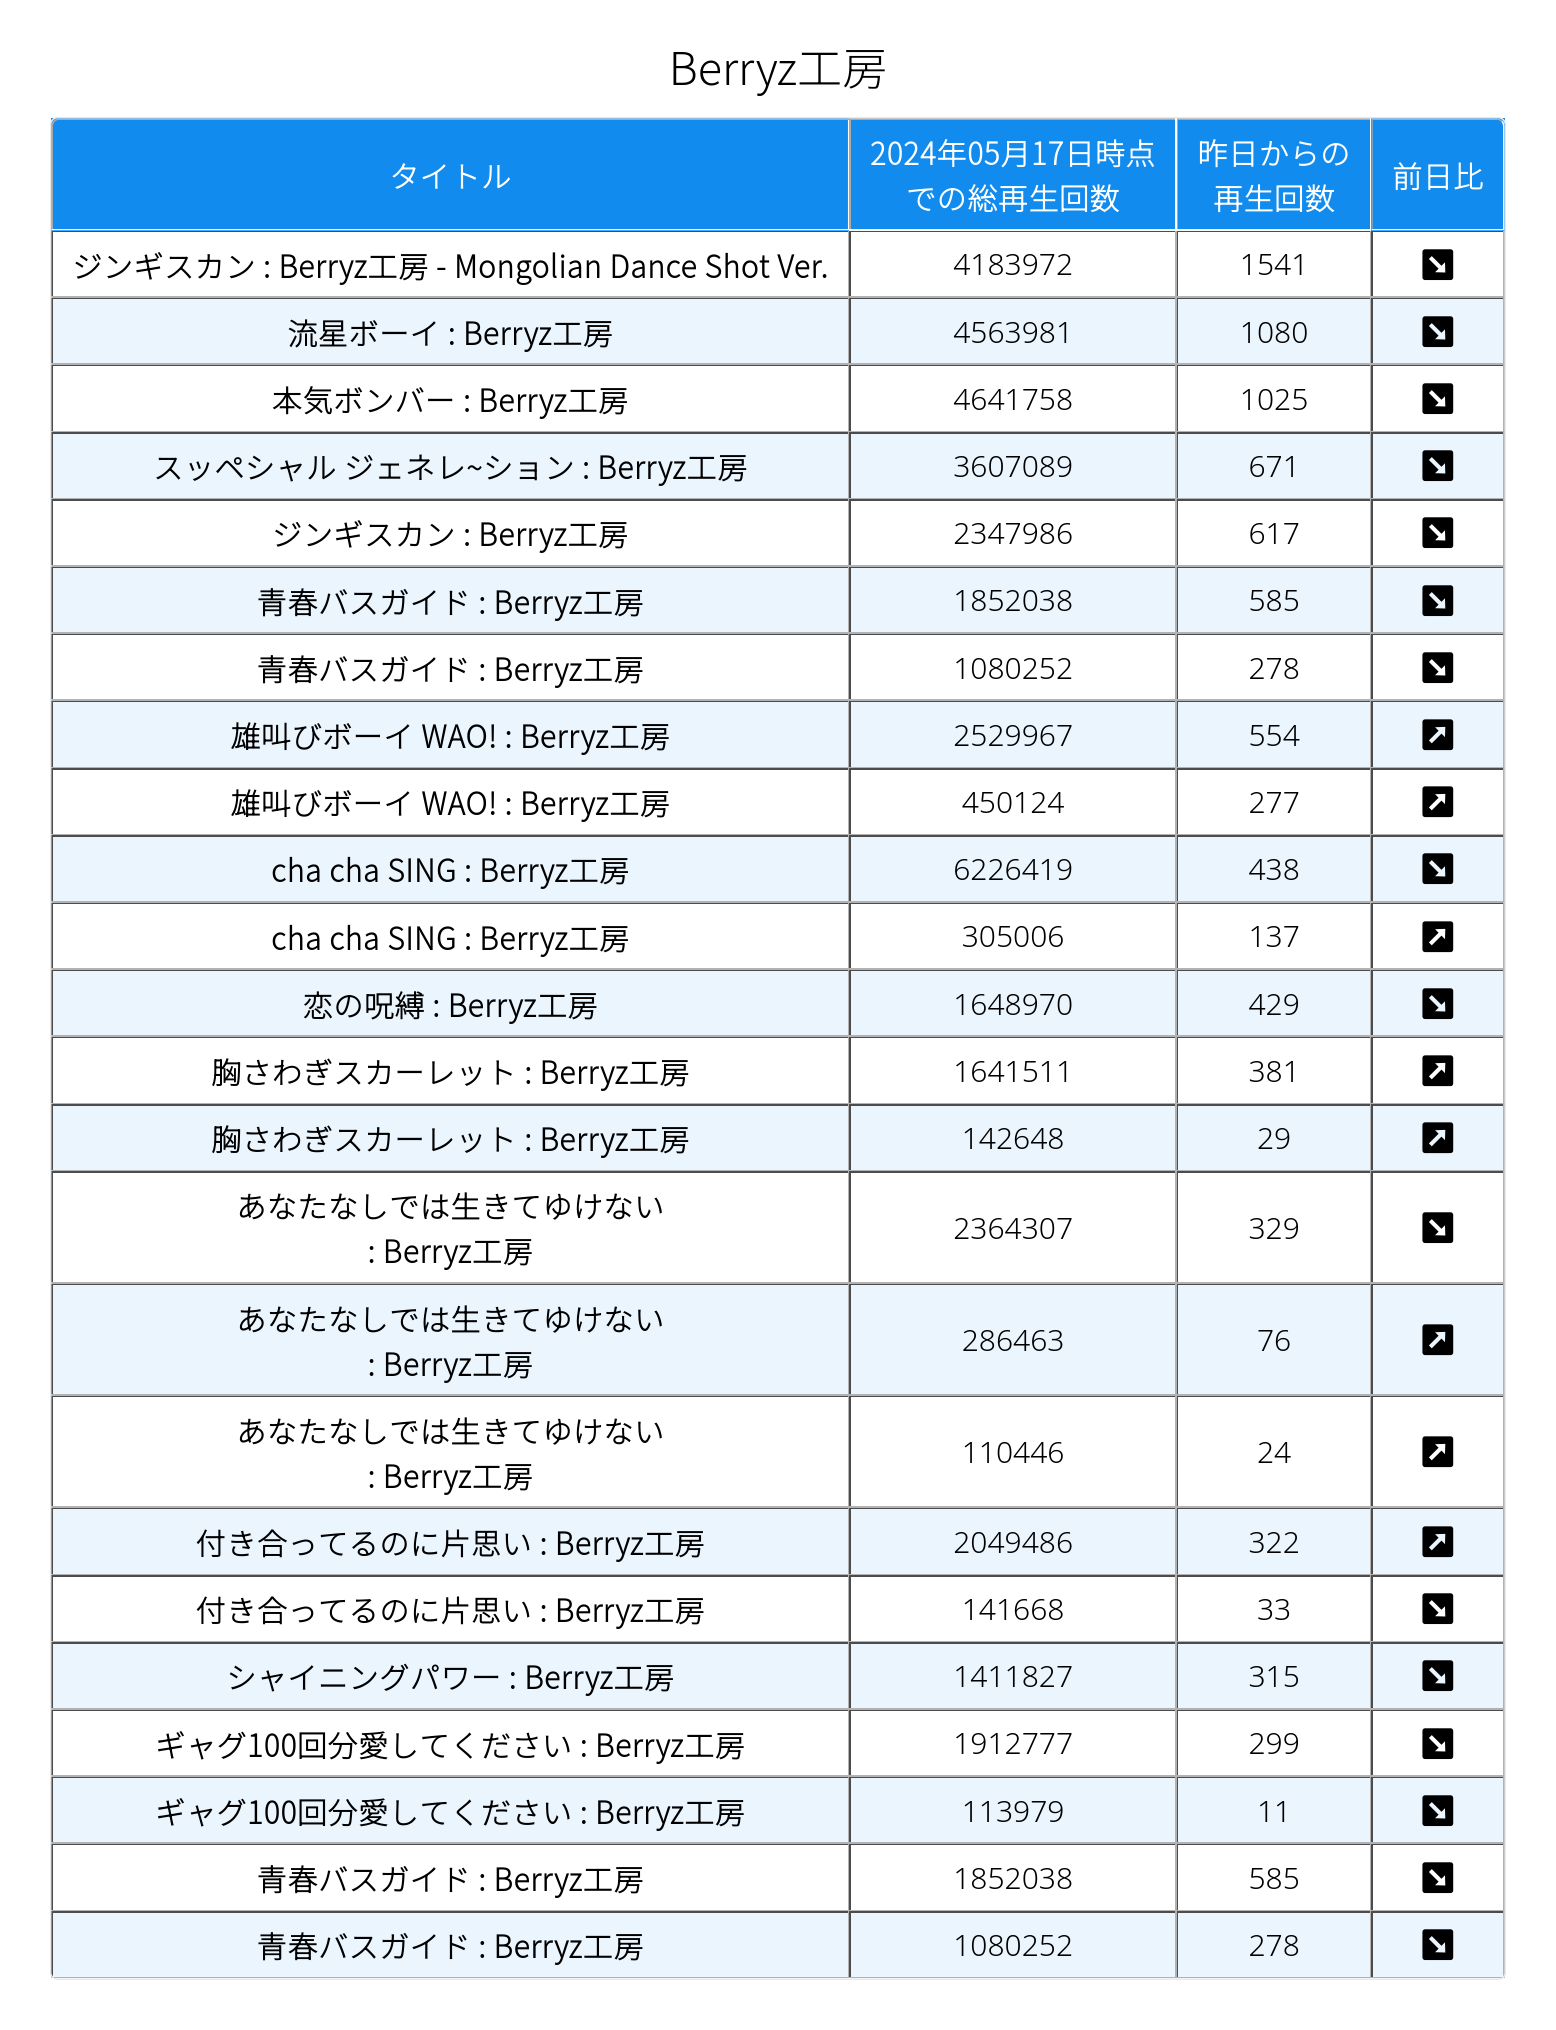 Berryz工房
タイトル 2024年05月17日時点 昨日からの 前日比
での総再生回数 再生回数
ジンギスカン : Berryz工房 - Mongolian Dance Shot Ver. 4183972 1541 ↘
流星ボーイ : Berryz工房 4563981 1080 ↘
本気ボンバー : Berryz工房 4641758 1025 ↘
スッペシャル ジェネレ~ション : Berryz工房 3607089 671 ↘
ジンギスカン : Berryz工房 2347986 617 ↘
青春バスガイド : Berryz工房 1852038 585 ↘
青春バスガイド : Berryz工房 1080252 278 ↘
雄叫びボーイ WAO! : Berryz工房 2529967 554 ↗
雄叫びボーイ WAO! : Berryz工房 450124 277 ↗
cha cha SING : Berryz工房 6226419 438 ↘
cha cha SING : Berryz工房 305006 137 ↗
恋の呪縛 : Berryz工房 1648970 429 ↘
胸さわぎスカーレット : Berryz工房 1641511 381 ↗
胸さわぎスカーレット : Berryz工房 142648 29 ↗
あなたなしでは生きてゆけない
: Berryz工房 2364307 329 ↘
あなたなしでは生きてゆけない
: Berryz工房 286463 76 ↗
あなたなしでは生きてゆけない
: Berryz工房 110446 24 ↗
付き合ってるのに片思い : Berryz工房 2049486 322 ↗
付き合ってるのに片思い : Berryz工房 141668 33 ↘
シャイニングパワー : Berryz工房 1411827 315 ↘
ギャグ100回分愛してください : Berryz工房 1912777 299 ↘
ギャグ100回分愛してください : Berryz工房 113979 11 ↘
青春バスガイド : Berryz工房 1852038 585 ↘
青春バスガイド : Berryz工房 1080252 278 ↘